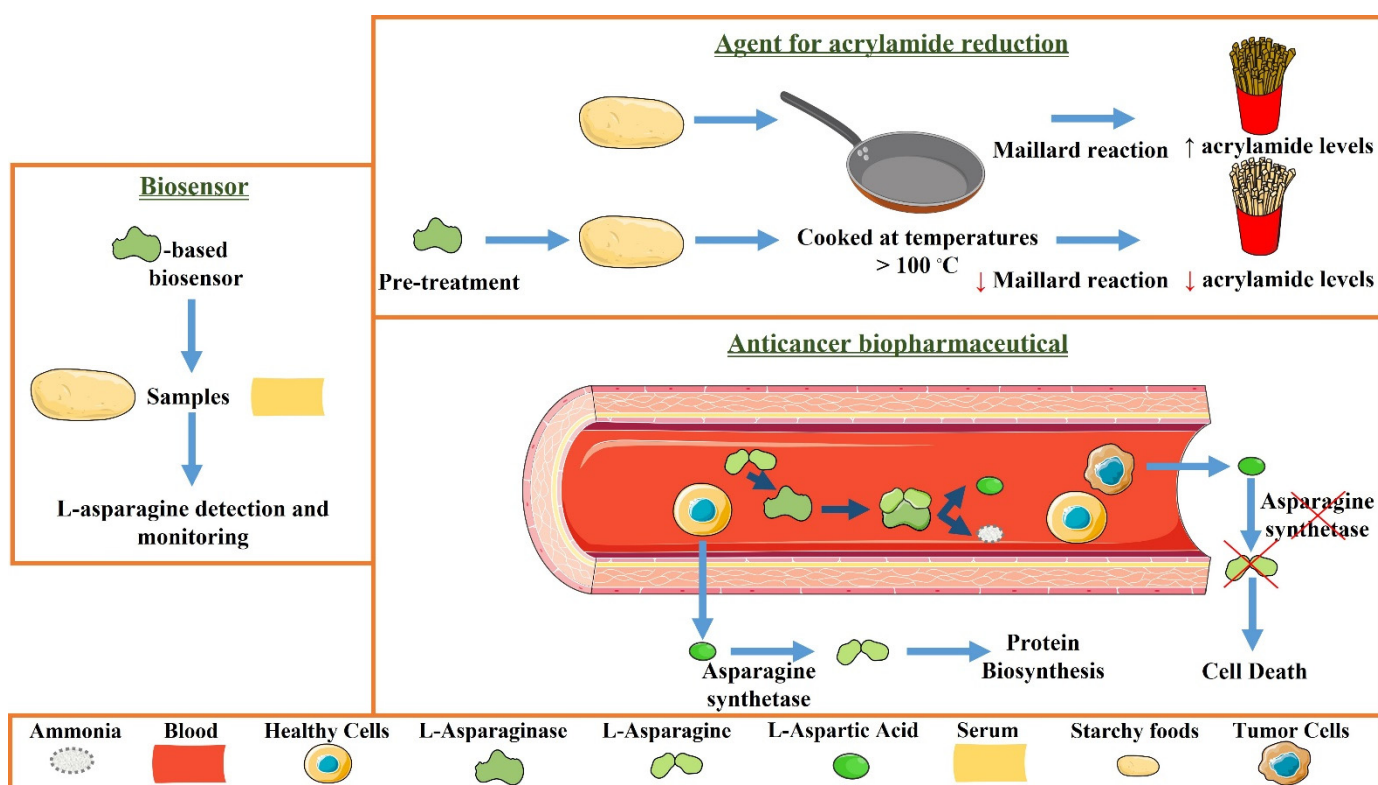 Agent for acrylamide reduction
Maillard reaction
↑ acrylamide levels
Pre-treatment
Cooked at temperatures
> 100 °C
↓ Maillard reaction
↓ acrylamide levels
Biosensor
-based
biosensor
Samples
L-asparagine detection and
monitoring
Anticancer biopharmaceutical
Asparagine
synthetase
Cell Death
Asparagine
synthetase
Protein
Biosynthesis
Ammonia
Blood
Healthy Cells
L-Asparaginase
L-Asparagine
L-Aspartic Acid
Serum
Starchy foods
Tumor Cells